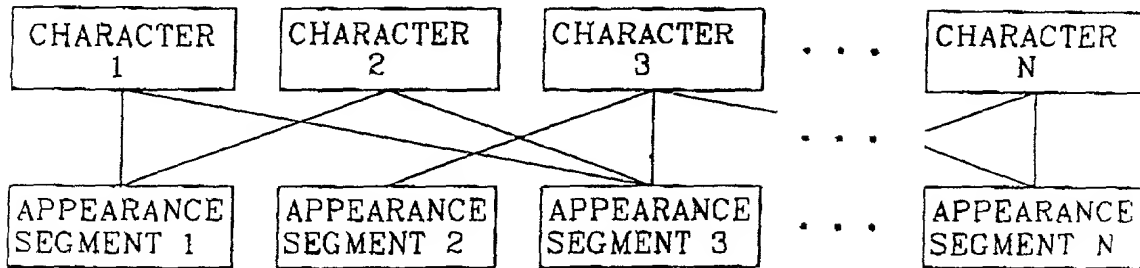 CHARACTER
1
CHARACTER
2
CHARACTER
3
. . .
CHARACTER
N
. . .
APPEARANCE
SEGMENT 1
APPEARANCE
SEGMENT 2
APPEARANCE
SEGMENT 3
. . .
APPEARANCE
SEGMENT N